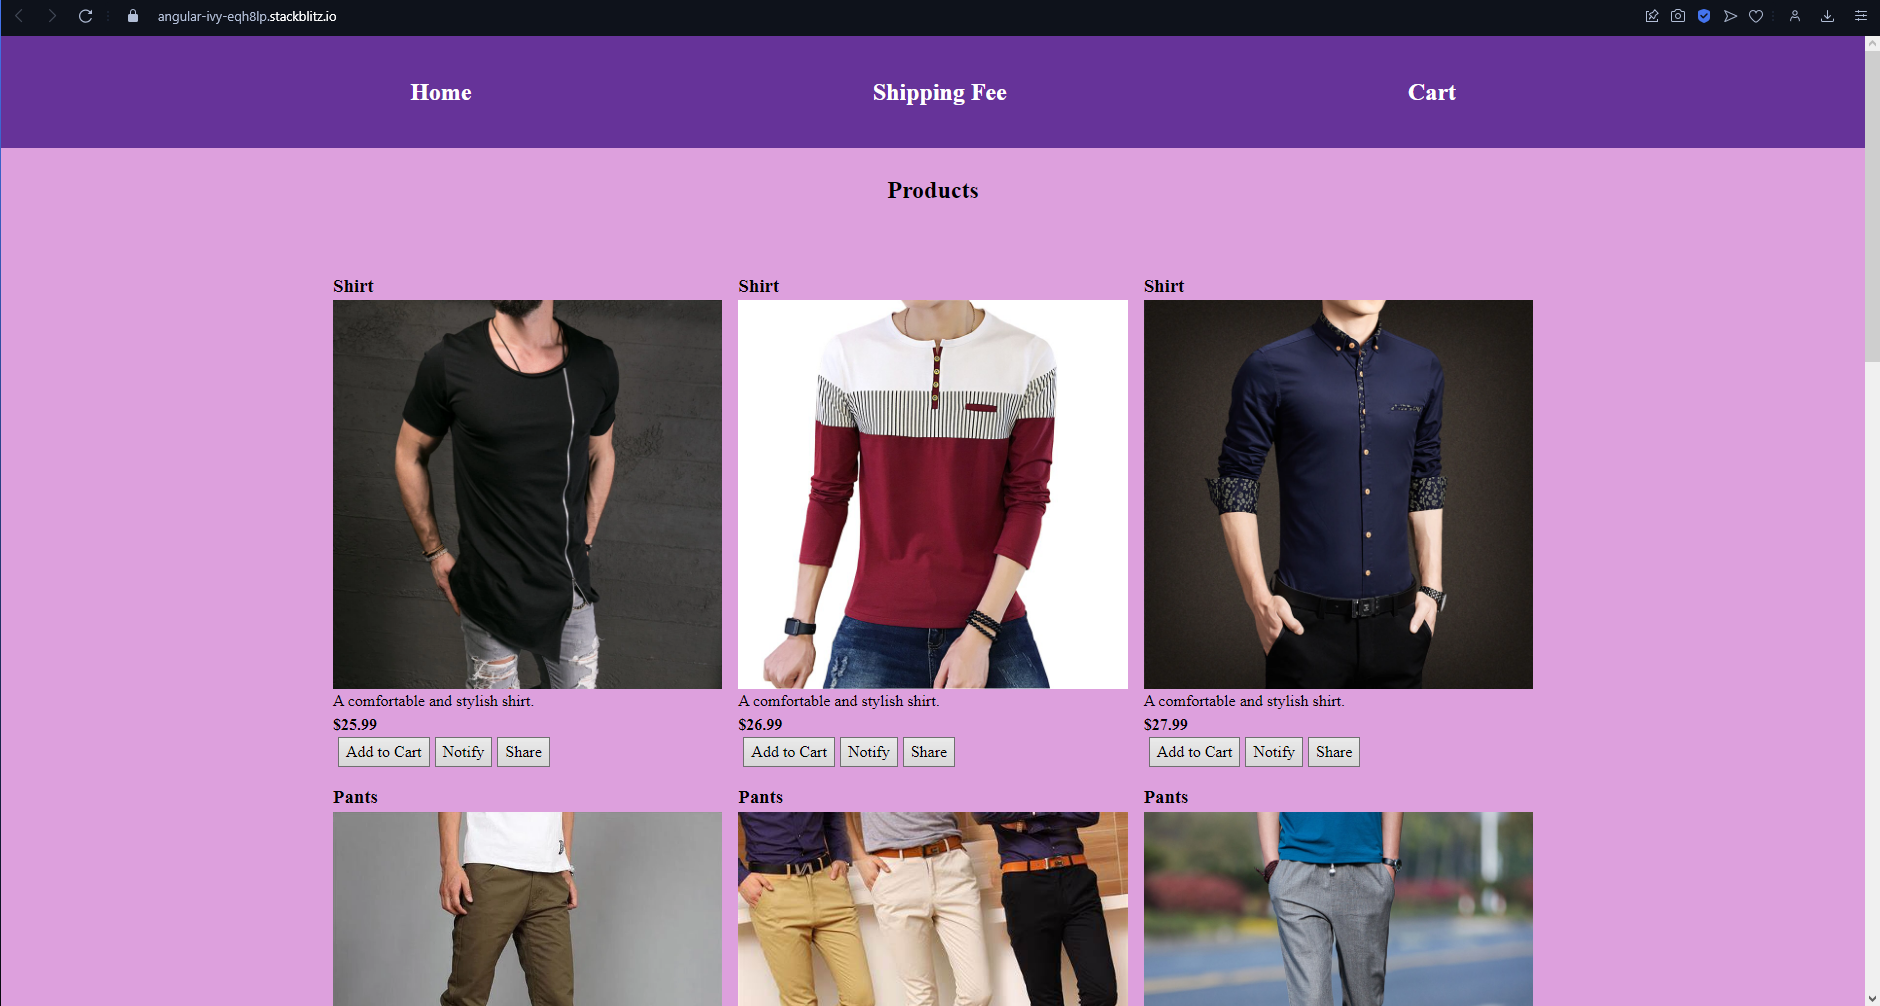 angular-ivy-eqh8lp.stackblitz.io
Home Shipping Fee Cart
Products
Shirt Shirt Shirt
A comfortable and stylish shirt. A comfortable and stylish shirt. A comfortable and stylish shirt.
$25.99 $26.99 $27.99
Add to Cart Notify Share Add to Cart Notify Share Add to Cart Notify Share
Pants Pants Pants